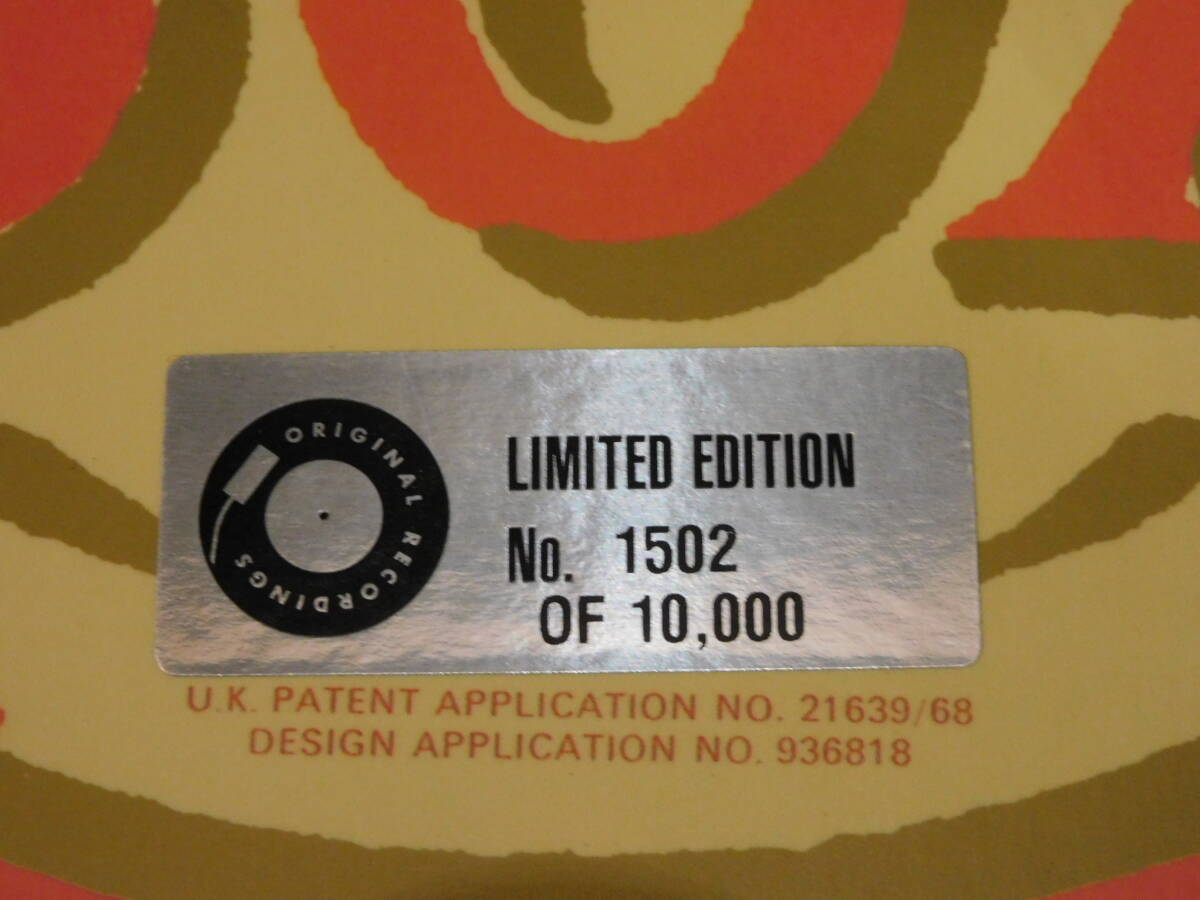 ORIGINAL RECORDINGS
LIMITED EDITION
No. 1502
OF 10,000
U.K. PATENT APPLICATION NO. 21639/68
DESIGN APPLICATION NO. 936818